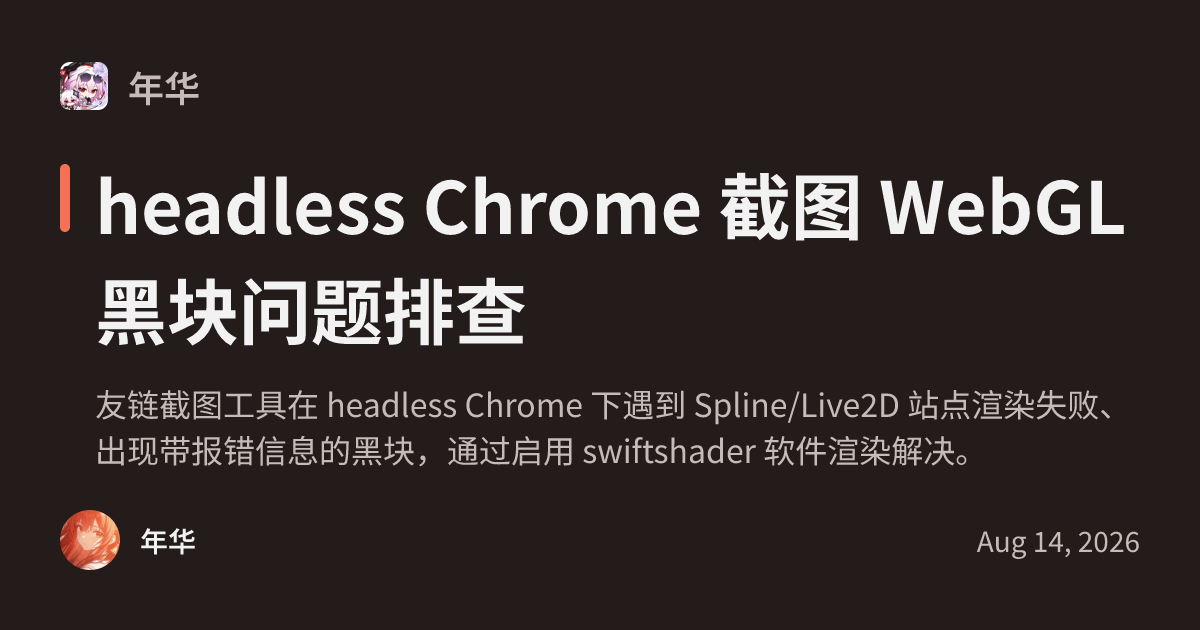 年华
headless Chrome 截图 WebGL
黑块问题排查
友链截图工具在 headless Chrome 下遇到 Spline/Live2D 站点渲染失败、
出现带报错信息的黑块，通过启用 swiftshader 软件渲染解决。
年华
Aug 14, 2026